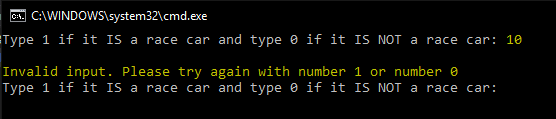 C:\WINDOWS\system32\cmd.exe
Type 1 if it IS a race car and type 0 if it IS NOT a race car: 10
Invalid input. Please try again with number 1 or number 0
Type 1 if it IS a race car and type 0 if it IS NOT a race car: